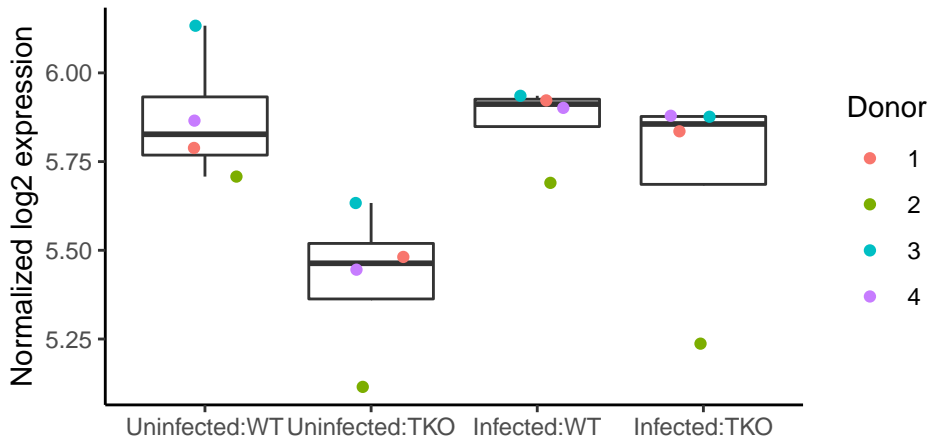 Normalized log2 expression
6.00
5.75
5.50
5.25
Uninfected:WT
Uninfected:TKO
Infected:WT
Infected:TKO
Donor
1
2
3
4